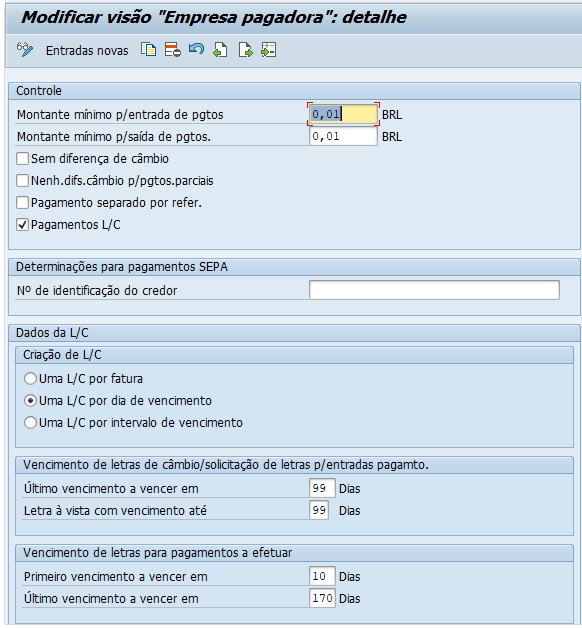 Modificar visão "Empresa pagadora": detalhe
Entradas novas
Controle
Montante mínimo p/entrada de pgtos 0,01 BRL
Montante mínimo p/saída de pgtos. 0,01 BRL
Sem diferença de câmbio
Nenh.difs.câmbio p/pgtos.parciais
Pagamento separado por refer.
Pagamentos L/C
Determinações para pagamentos SEPA
Nº de identificação do credor
Dados da L/C
Criação de L/C
Uma L/C por fatura
Uma L/C por dia de vencimento
Uma L/C por intervalo de vencimento
Vencimento de letras de câmbio/solicitação de letras p/entradas pagamto.
Último vencimento a vencer em 99 Dias
Letra à vista com vencimento até 99 Dias
Vencimento de letras para pagamentos a efetuar
Primeiro vencimento a vencer em 10 Dias
Último vencimento a vencer em 170 Dias